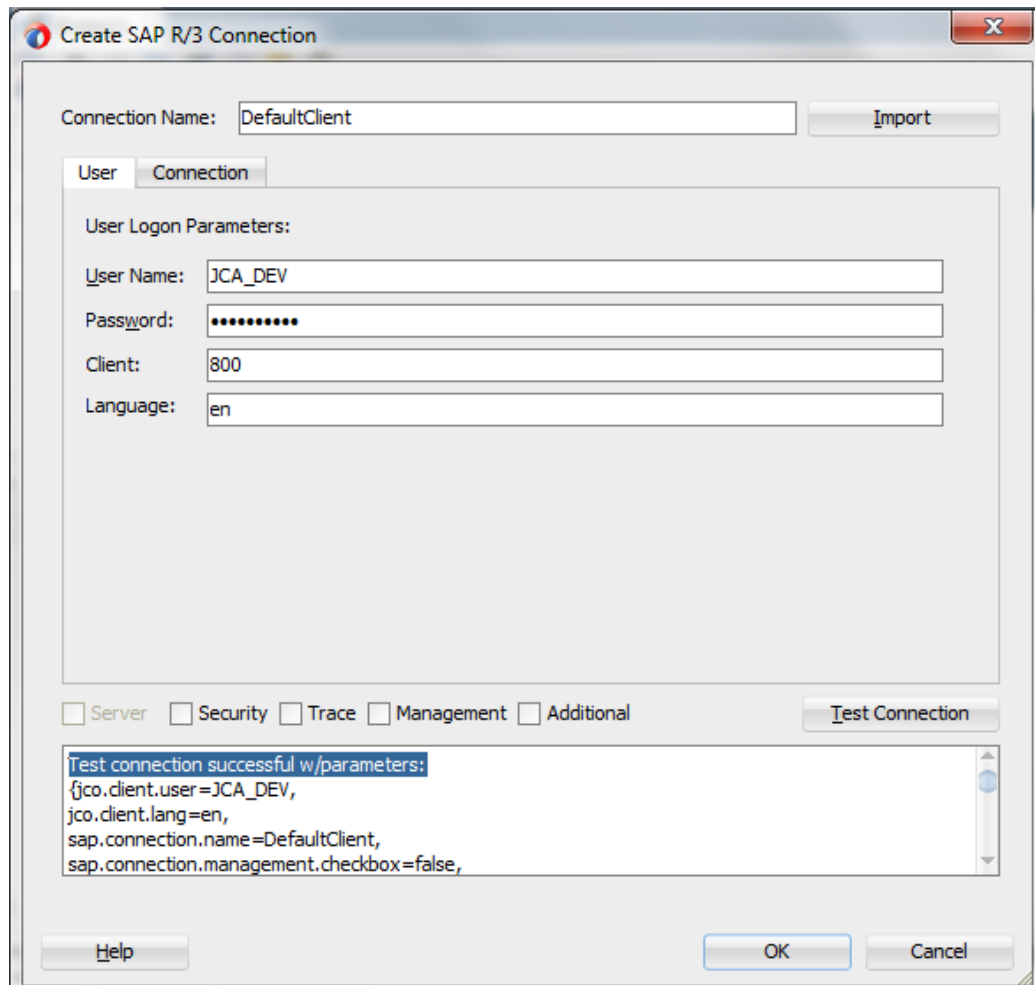 Create SAP R/3 Connection
Connection Name: DefaultClient Import
User Connection
User Logon Parameters:
User Name: JCA_DEV
Password: ••••••••••
Client: 800
Language: en
Server Security Trace Management Additional Test Connection
Test connection successful w/parameters:
{jco.client.user=JCA_DEV,
jco.client.lang=en,
sap.connection.name=DefaultClient,
sap.connection.management.checkbox=false,
Help OK Cancel